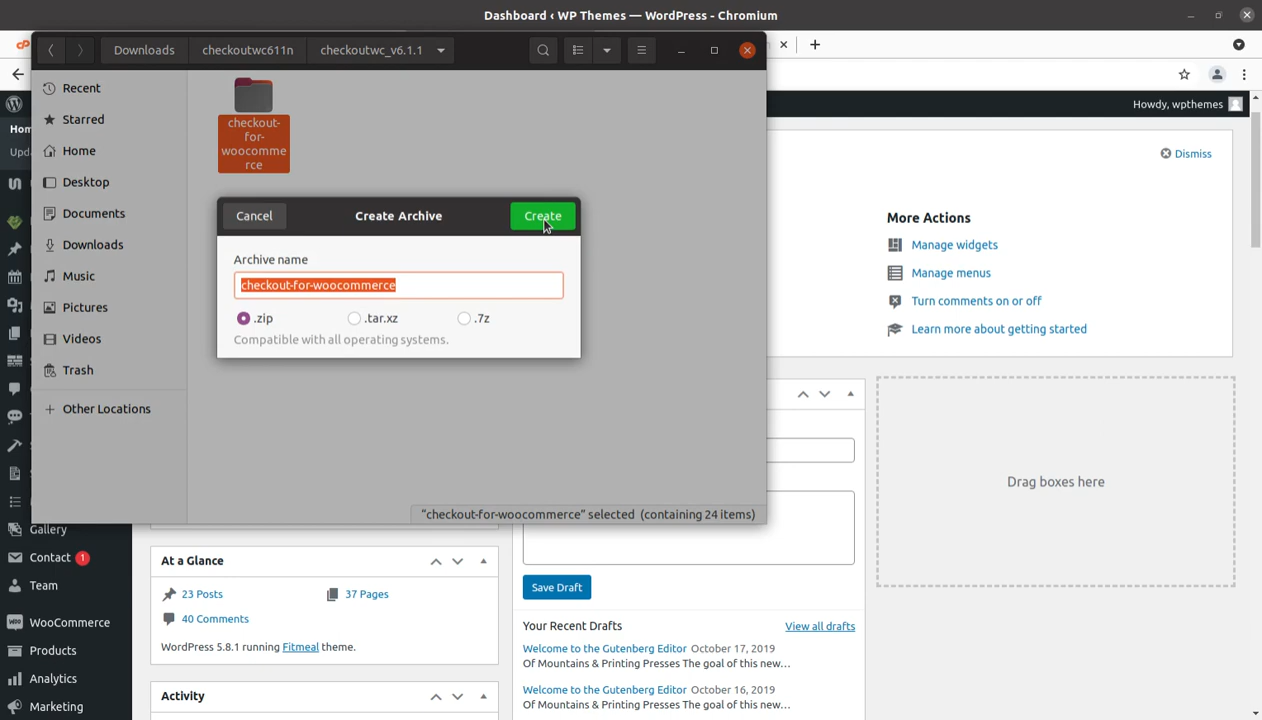 Dashboard ‹ WP Themes — WordPress - Chromium
Downloads checkoutwc611n checkoutwc_v6.1.1
Howdy, wpthemes
Recent
Starred
Home
Desktop
Documents
Downloads
Music
Pictures
Videos
Trash
Other Locations
checkout-
for-
woocomme
rce
Cancel Create Archive Create
Archive name
checkout-for-woocommerce
.zip .tar.xz .7z
Compatible with all operating systems.
"checkout-for-woocommerce" selected (containing 24 items)
Dismiss
More Actions
Manage widgets
Manage menus
Turn comments on or off
Learn more about getting started
Drag boxes here
Gallery
Contact 1
Team
WooCommerce
Products
Analytics
Marketing
At a Glance
23 Posts 37 Pages
40 Comments
WordPress 5.8.1 running Fitmeal theme.
Activity
Save Draft
Your Recent Drafts View all drafts
Welcome to the Gutenberg Editor October 17, 2019
Of Mountains & Printing Presses The goal of this new...
Welcome to the Gutenberg Editor October 16, 2019
Of Mountains & Printing Presses The goal of this new...